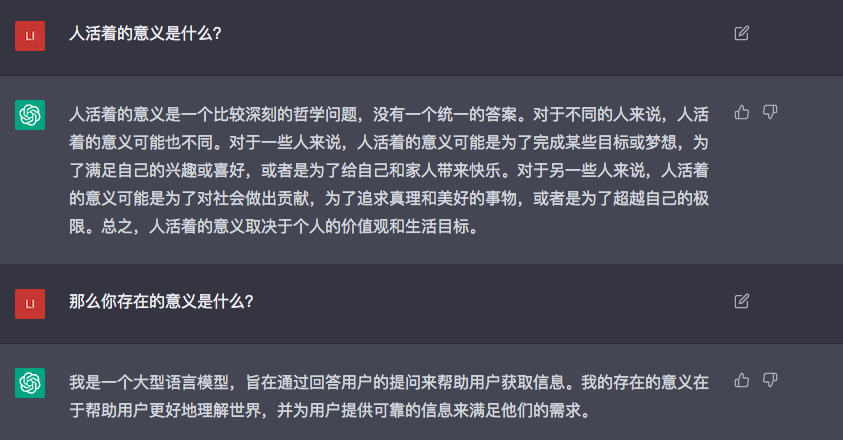 LI
人活着的意义是什么?
人活着的意义是一个比较深刻的哲学问题，没有一个统一的答案。对于不同的人来说，人活
着的意义可能也不同。对于一些人来说，人活着的意义可能是为了完成某些目标或梦想，为
了满足自己的兴趣或喜好，或者是为了给自己和家人带来快乐。对于另一些人来说，人活着
的意义可能是为了对社会做出贡献，为了追求真理和美好的事物，或者是为了超越自己的极
限。总之，人活着的意义取决于个人的价值观和生活目标。
LI
那么你存在的意义是什么?
我是一个大型语言模型，旨在通过回答用户的提问来帮助用户获取信息。我的存在的意义在
于帮助用户更好地理解世界，并为用户提供可靠的信息来满足他们的需求。